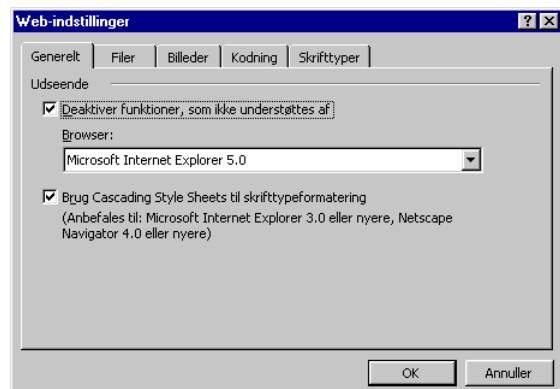 Web-indstillinger
Generelt Filer Billeder Kodning Skrifttyper
Udseende
Deaktiver funktioner, som ikke understøttes af
Browser:
Microsoft Internet Explorer 5.0
Brug Cascading Style Sheets til skrifttypeformatering
(Anbefales til: Microsoft Internet Explorer 3.0 eller nyere, Netscape
Navigator 4.0 eller nyere)
OK Annuller